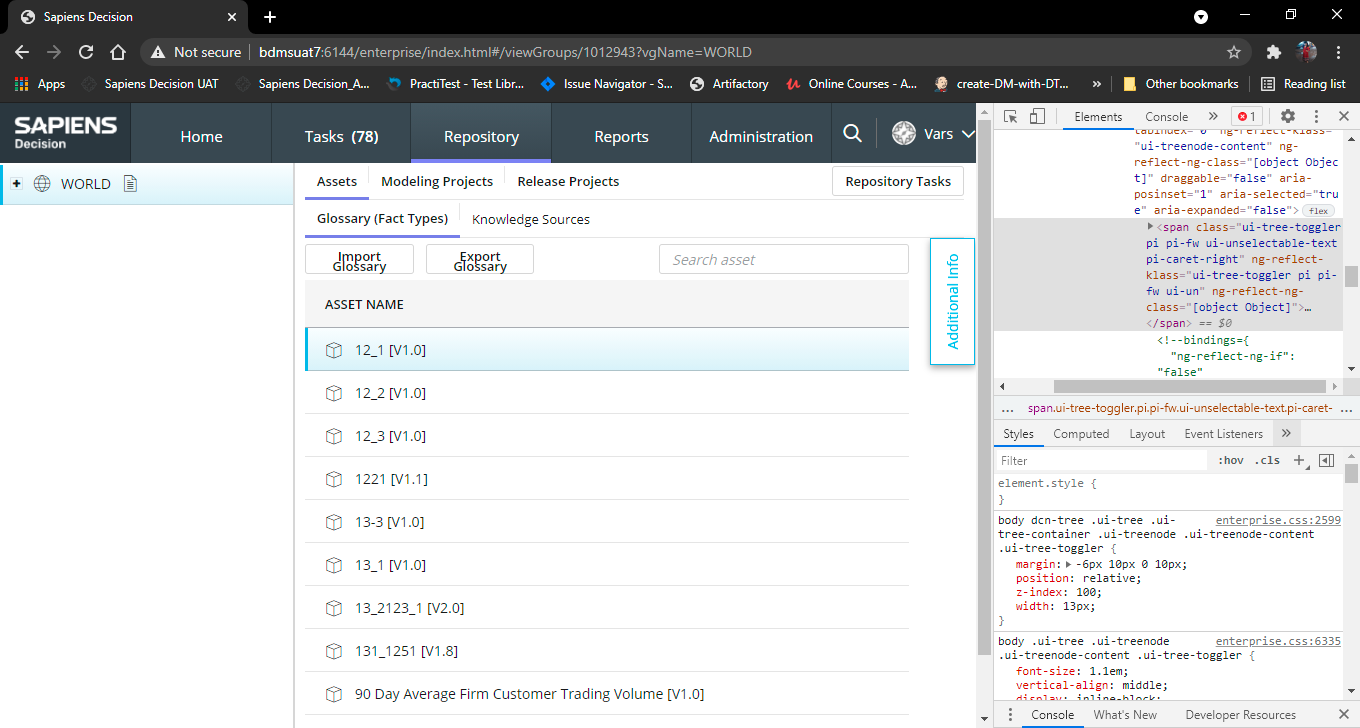 Sapiens Decision
Not secure | bdmsuat7:6144/enterprise/index.html#/viewGroups/1012943?vgName=WORLD
Apps Sapiens Decision UAT Sapiens Decision_A... PractiTest - Test Libr... Issue Navigator - S... Artifactory Online Courses - A... create-DM-with-DT... » Other bookmarks Reading list
SAPIENS
Decision
Home
Tasks (78)
Repository
Reports
Administration
Vars
WORLD
Assets Modeling Projects Release Projects Repository Tasks
Glossary (Fact Types) Knowledge Sources
Import
Glossary
Export
Glossary
Search asset
Additional Info
ASSET NAME
12_1 [V1.0]
12_2 [V1.0]
12_3 [V1.0]
1221 [V1.1]
13-3 [V1.0]
13_1 [V1.0]
13_2123_1 [V2.0]
131_1251 [V1.8]
90 Day Average Firm Customer Trading Volume [V1.0]
Elements Console » 1
tabindex="0" ng-reflect-klass=
"ui-treenode-content" ng-
reflect-ng-class="[object Objec
t]" draggable="false" aria-
posinset="1" aria-selected="tru
e" aria-expanded="false"> flex
<span class="ui-tree-toggler
pi pi-fw ui-unselectable-text
pi-caret-right" ng-reflect-
klass="ui-tree-toggler pi pi-
fw ui-un" ng-reflect-ng-
class="[object Object]">…
</span> == $0
<!--bindings={
"ng-reflect-ng-if":
"false"
... span.ui-tree-toggler.pi.pi-fw.ui-unselectable-text.pi-caret- ...
Styles Computed Layout Event Listeners »
Filter :hov .cls +
element.style {
}
body dcn-tree .ui-tree .ui- enterprise.css:2599
tree-container .ui-treenode .ui-treenode-content
.ui-tree-toggler {
margin: -6px 10px 0 10px;
position: relative;
z-index: 100;
width: 13px;
}
body .ui-tree .ui-treenode enterprise.css:6335
.ui-treenode-content .ui-tree-toggler {
font-size: 1.1em;
vertical-align: middle;
display: inline-block;
Console What's New Developer Resources